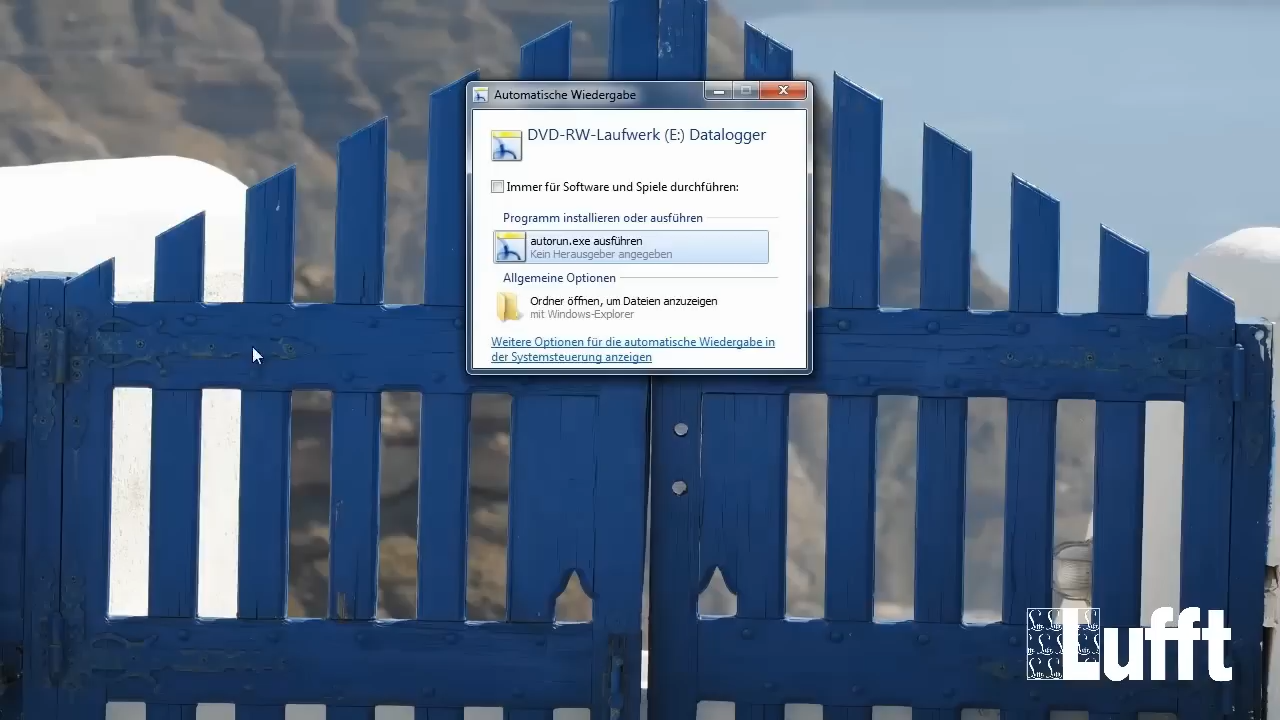 Automatische Wiedergabe
DVD-RW-Laufwerk (E:) Datalogger
Immer für Software und Spiele durchführen:
Programm installieren oder ausführen
autorun.exe ausführen
Kein Herausgeber angegeben
Allgemeine Optionen
Ordner öffnen, um Dateien anzuzeigen
mit Windows-Explorer
Weitere Optionen für die automatische Wiedergabe in
der Systemsteuerung anzeigen
Lufft